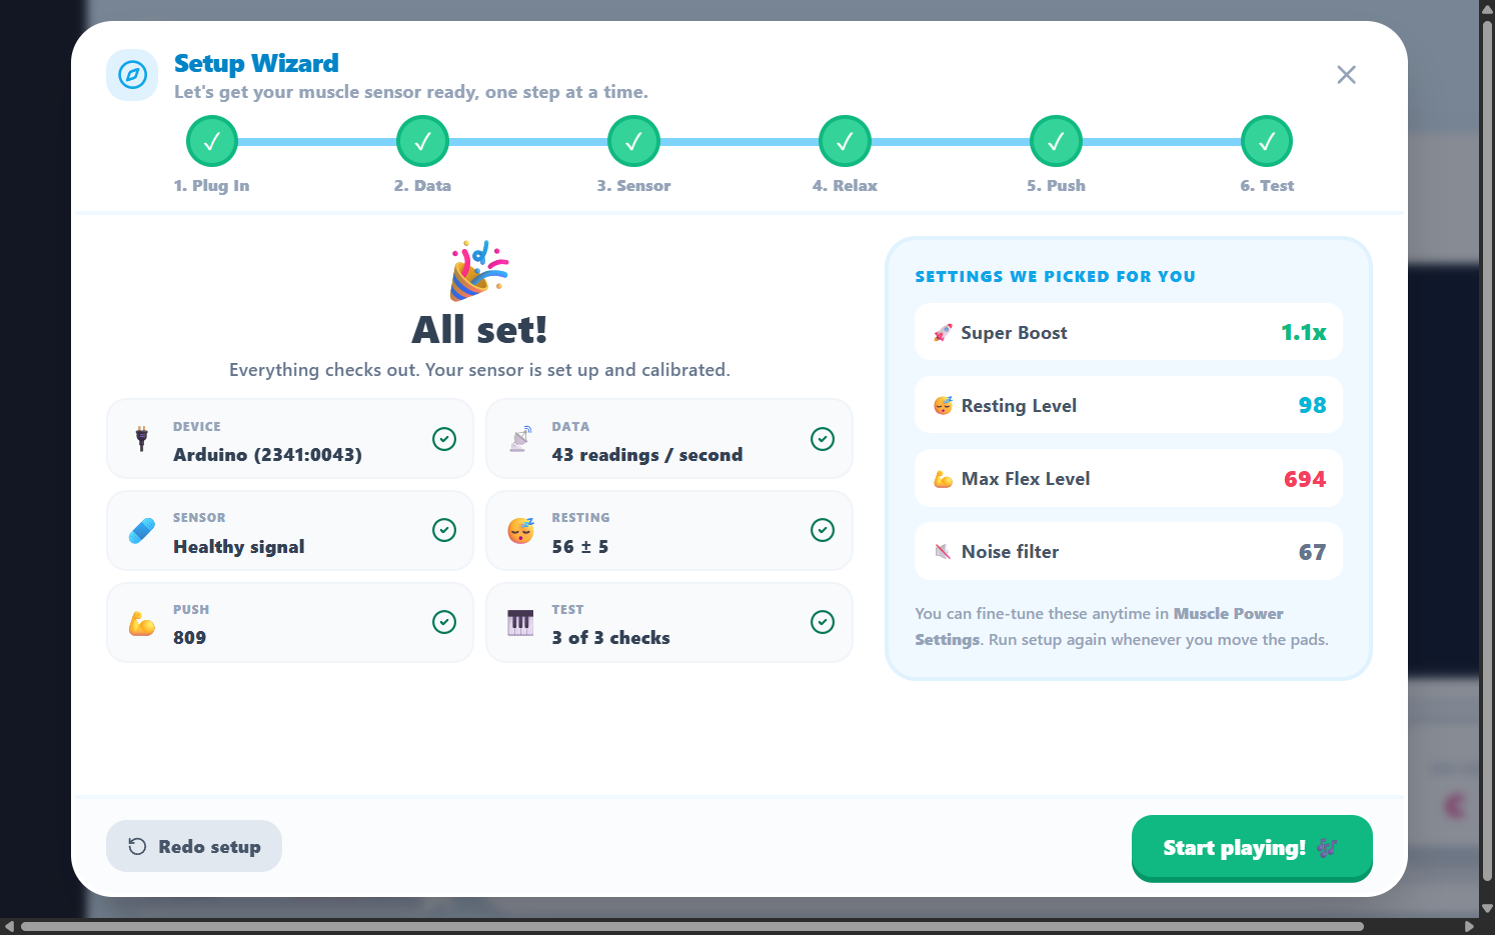 Setup Wizard
Let's get your muscle sensor ready, one step at a time.
1. Plug In
2. Data
3. Sensor
4. Relax
5. Push
6. Test
All set!
Everything checks out. Your sensor is set up and calibrated.
DEVICE
Arduino (2341:0043)
DATA
43 readings / second
SENSOR
Healthy signal
RESTING
56 ± 5
PUSH
809
TEST
3 of 3 checks
SETTINGS WE PICKED FOR YOU
Super Boost 1.1x
Resting Level 98
Max Flex Level 694
Noise filter 67
You can fine-tune these anytime in Muscle Power
Settings. Run setup again whenever you move the pads.
Redo setup
Start playing!